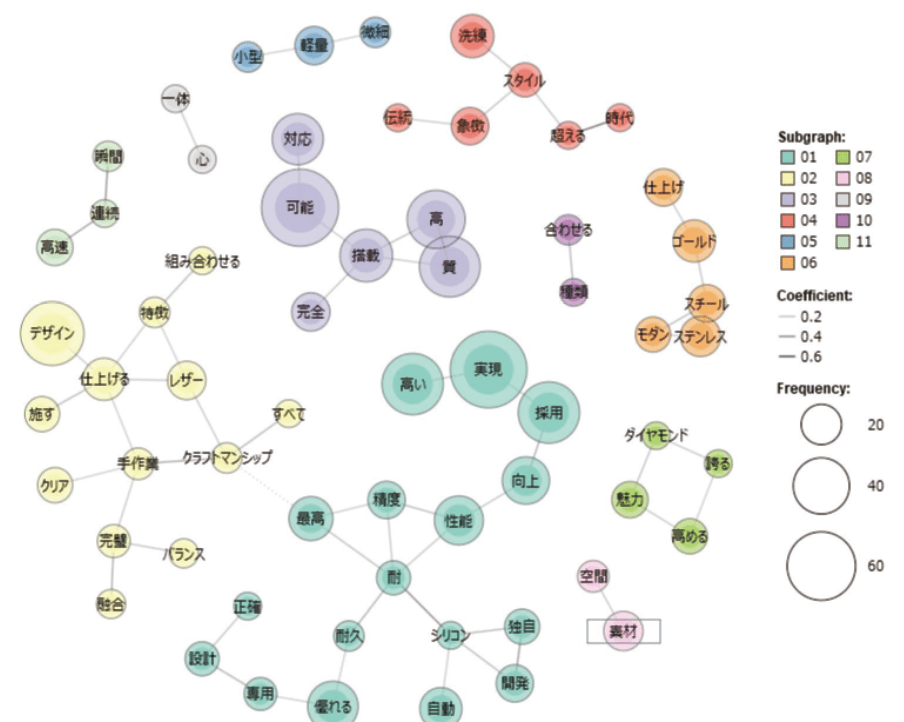 小型
軽量
微細
洗練
スタイル
伝統
象徴
超える
時代
一体
心
瞬間
連続
高速
対応
可能
高
搭載
質
完全
合わせる
種類
仕上げ
ゴールド
スチール
モダン
ステンレス
組み合わせる
特徴
デザイン
仕上げる
レザー
施す
すべて
手作業
クラフトマンシップ
クリア
完璧
バランス
融合
高い
実現
採用
向上
最高
精度
性能
耐
正確
耐久
シリコン
独自
設計
専用
優れる
開発
自動
ダイヤモンド
誇る
魅力
高める
空間
素材
Subgraph:
01 07
02 08
03 09
04 10
05 11
06
Coefficient:
0.2
0.4
0.6
Frequency:
20
40
60